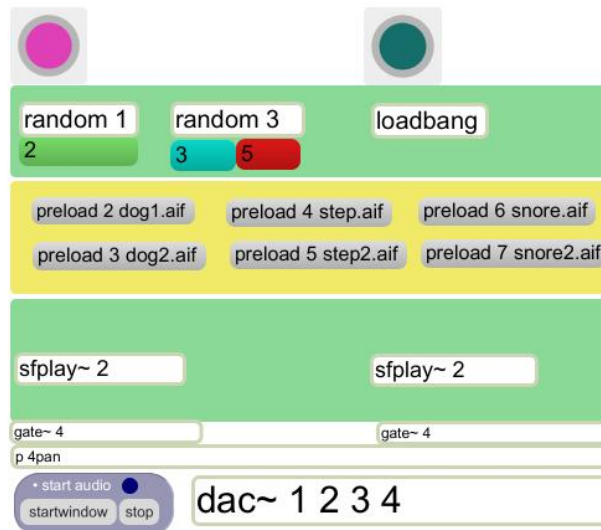 random 1 random 3 loadbang
2 3 5
preload 2 dog1.aif preload 4 step.aif preload 6 snore.aif
preload 3 dog2.aif preload 5 step2.aif preload 7 snore2.aif
sfplay~ 2 sfplay~ 2
gate~ 4 gate~ 4
p 4pan
• start audio
startwindow stop
dac~ 1 2 3 4